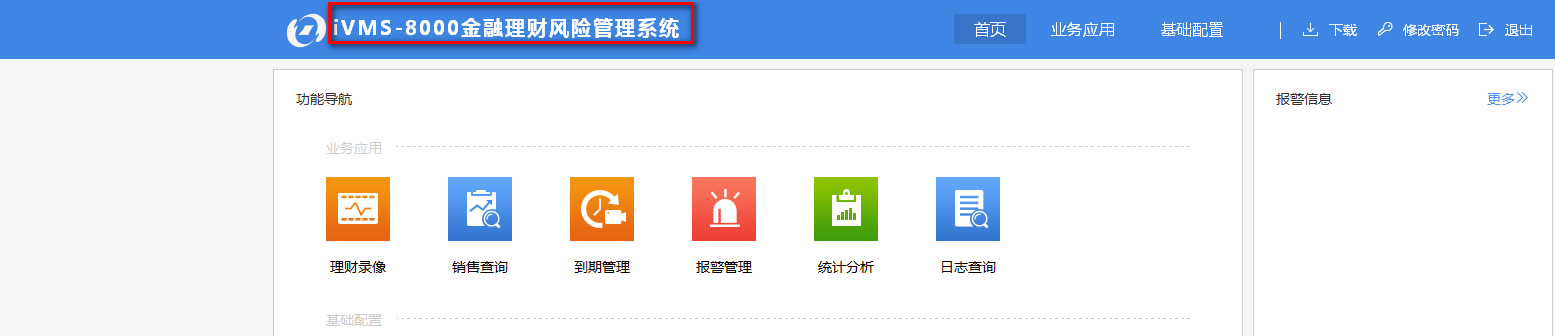 iVMS-8000金融理财风险管理系统
首页 业务应用 基础配置 下载 修改密码 退出
功能导航
业务应用
理财录像 销售查询 到期管理 报警管理 统计分析 日志查询
基础配置
报警信息 更多